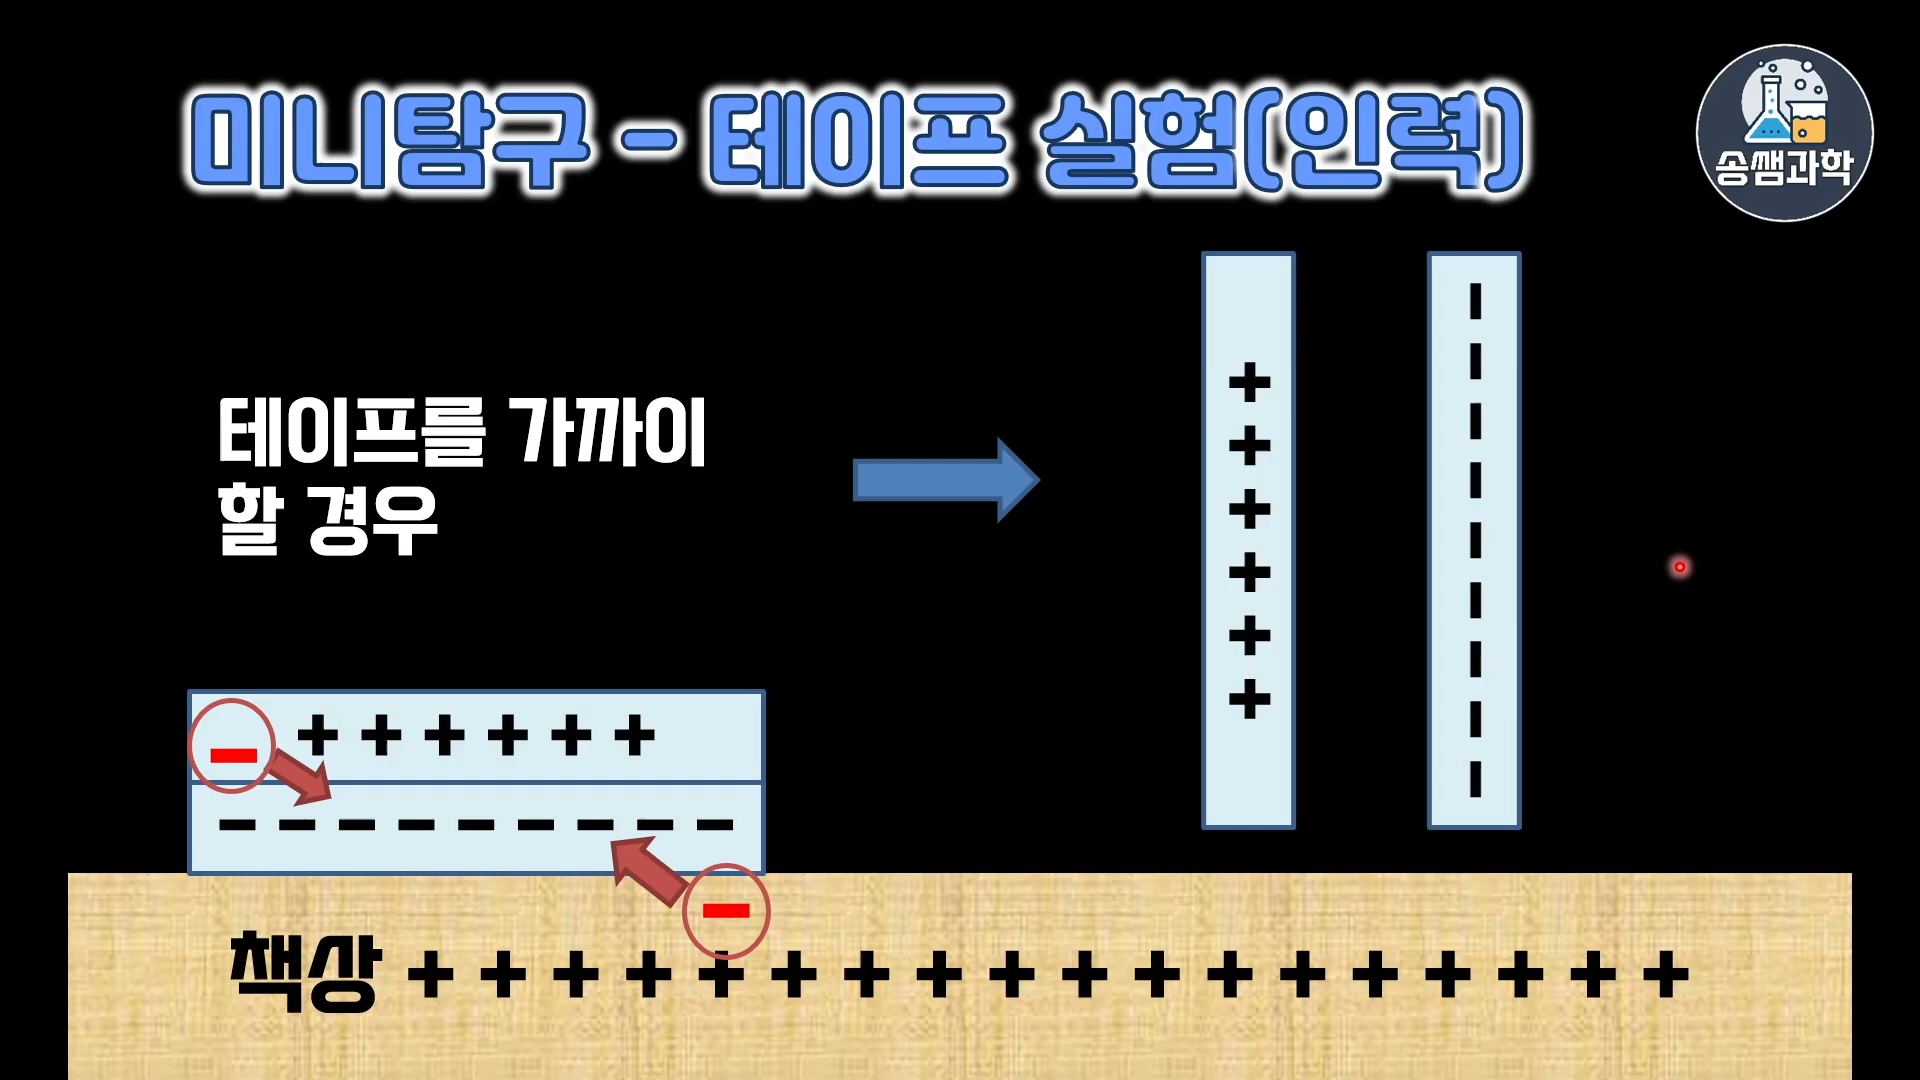 미니탐구 - 테이프 실험(인력)
송쌤과학
테이프를 가까이
할 경우
+
+
+
+
+
+
- - - - - - - - -
- + + + + + +
- - - - - - - - -
-
책상 + + + + + + + + + + + + + + + + + +